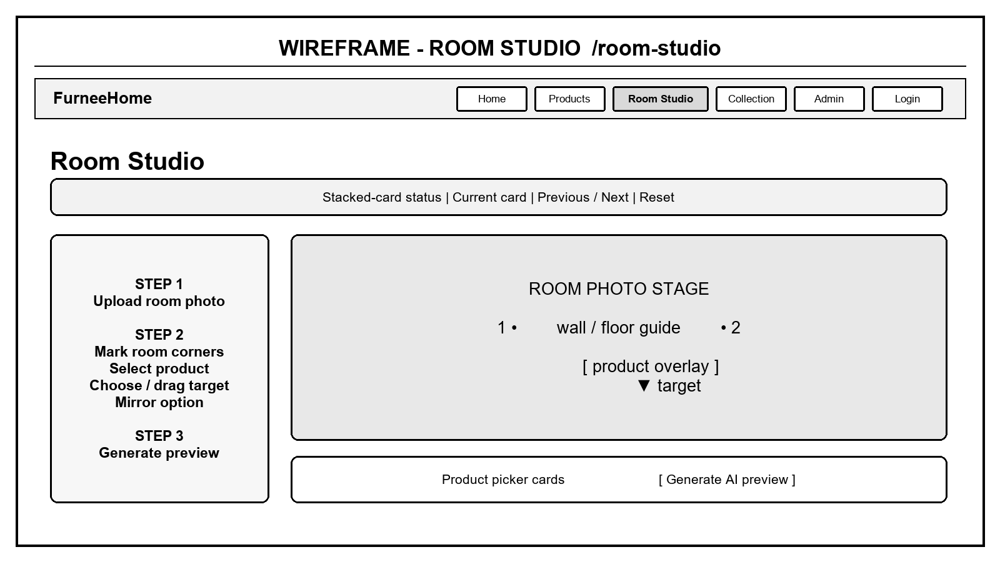 WIREFRAME - ROOM STUDIO /room-studio
FurneeHome
Home
Products
Room Studio
Collection
Admin
Login
Room Studio
Stacked-card status | Current card | Previous / Next | Reset
STEP 1
Upload room photo
STEP 2
Mark room corners
Select product
Choose / drag target
Mirror option
STEP 3
Generate preview
ROOM PHOTO STAGE
1 • wall / floor guide • 2
[ product overlay ]
▼ target
Product picker cards [ Generate AI preview ]